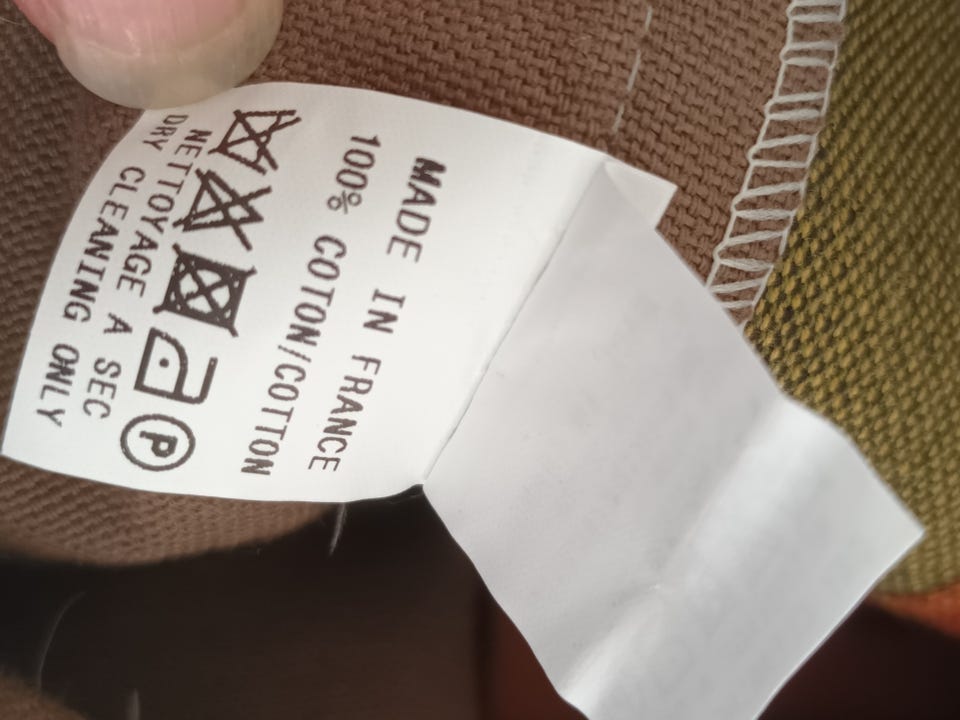 MADE IN FRANCE
100% COTON/COTTON
P
NETTOYAGE A SEC
DRY CLEANING ONLY